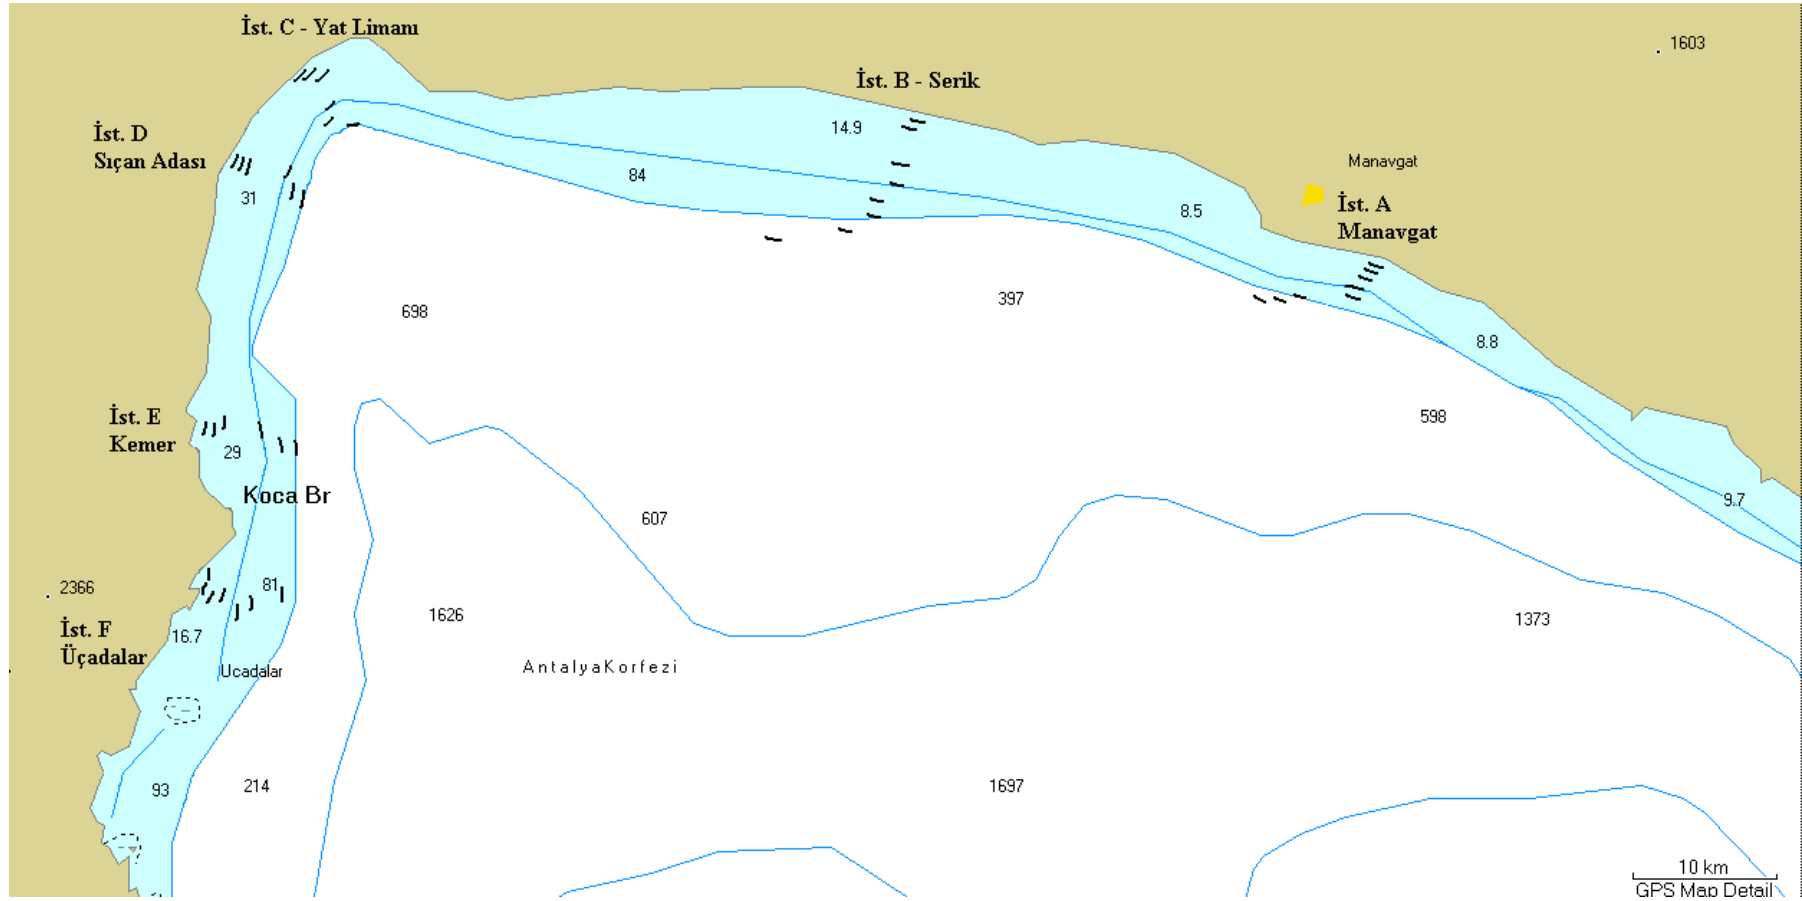 İst. C - Yat Limanı
1603
İst. B - Serik
14.9
İst. D
Sıçan Adası
31
84
Manavgat
8.5
İst. A
Manavgat
698
397
8.8
598
İst. E
Kemer
29
Koca Br
9.7
607
2366
81
1626
1373
İst. F
Üçadalar
16.7
Ucadalar
AntalyaKorfezi
93
214
1697
10 km
GPS Map Detail